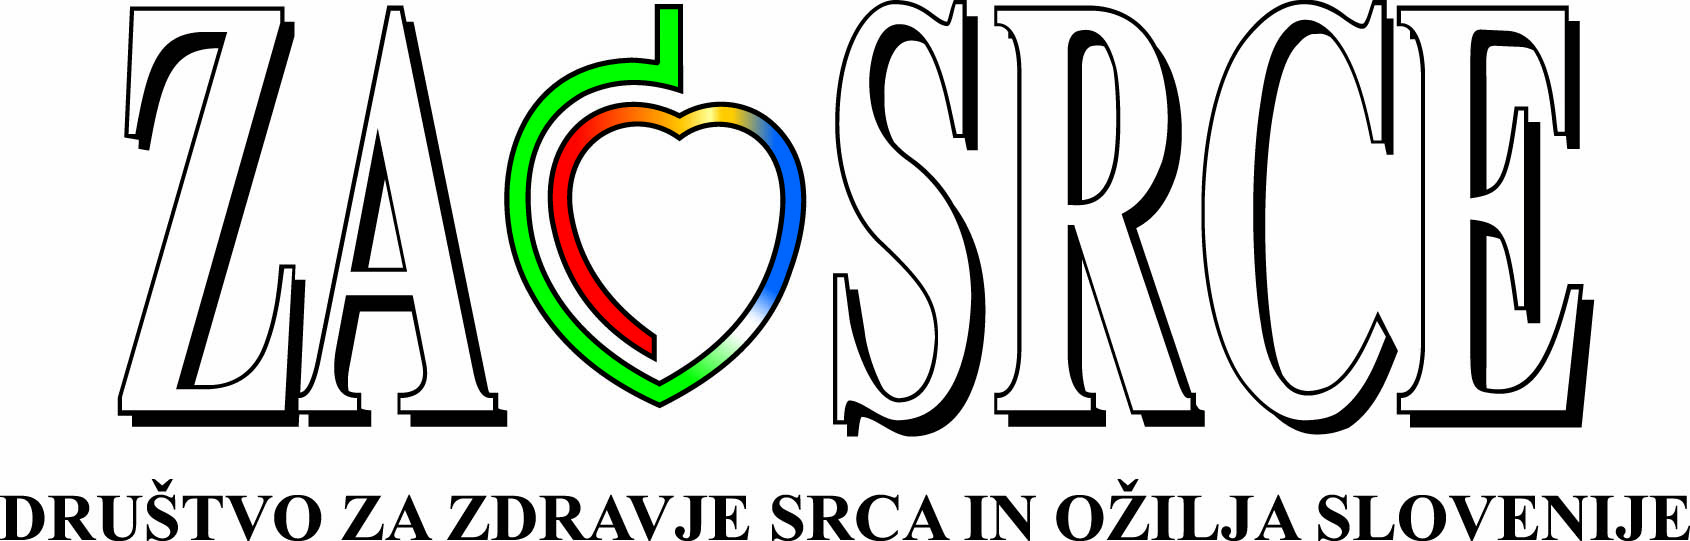 ZA SRCE
DRUŠTVO ZA ZDRAVJE SRCA IN OŽILJA SLOVENIJE